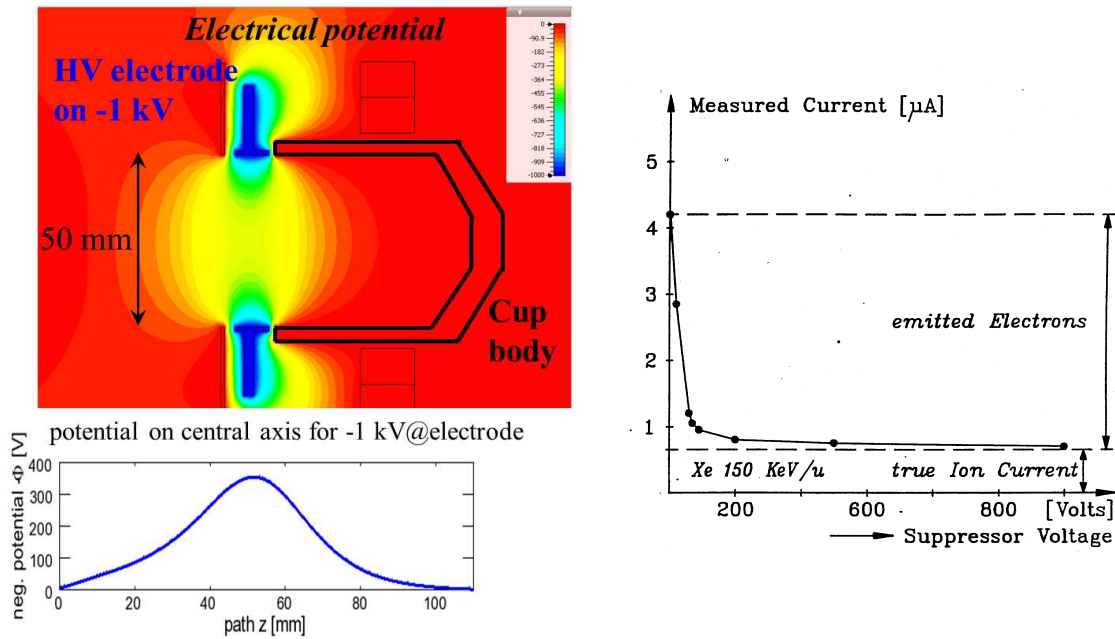 Electrical potential
HV electrode
on -1 kV
V
0
-90.9
-182
-273
-364
-455
-545
-636
-727
-818
-909
-1000
50 mm
Cup
body
potential on central axis for -1 kV@electrode
neg. potential -Φ [V]
400
300
200
100
0
0 20 40 60 80 100
path z [mm]
Measured Current [µA]
5
4
3
2
1
emitted Electrons
Xe 150 KeV/u true Ion Current
200 600 800 [Volts]
Suppressor Voltage